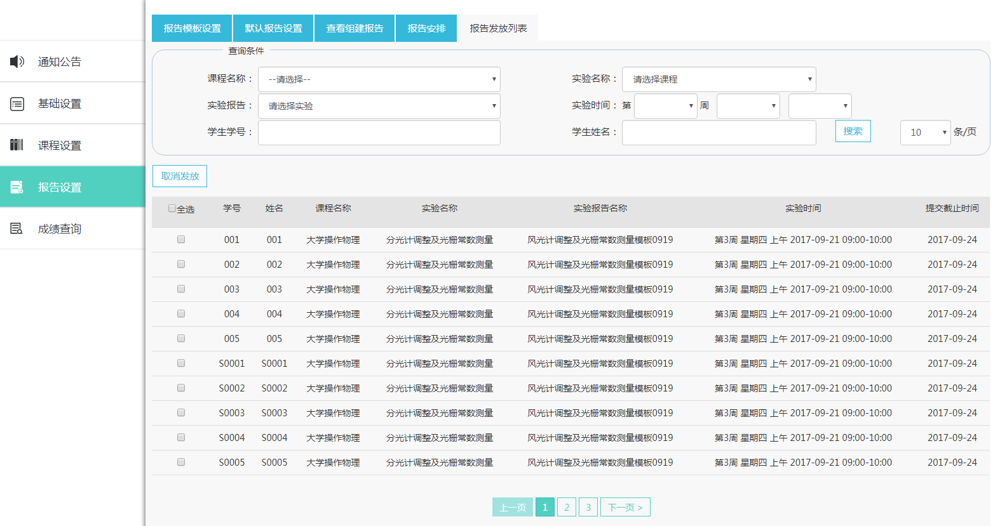 通知公告
基础设置
课程设置
报告设置
成绩查询
报告模板设置 默认报告设置 查看组建报告 报告安排 报告发放列表
查询条件
课程名称： --请选择-- 实验名称： 请选择课程
实验报告： 请选择实验 实验时间： 第 周
学生学号： 学生姓名： 搜索 10 条/页
取消发放
全选 学号 姓名 课程名称 实验名称 实验报告名称 实验时间 提交截止时间
001 001 大学操作物理 分光计调整及光栅常数测量 风光计调整及光栅常数测量模板0919 第3周 星期四 上午 2017-09-21 09:00-10:00 2017-09-24
002 002 大学操作物理 分光计调整及光栅常数测量 风光计调整及光栅常数测量模板0919 第3周 星期四 上午 2017-09-21 09:00-10:00 2017-09-24
003 003 大学操作物理 分光计调整及光栅常数测量 风光计调整及光栅常数测量模板0919 第3周 星期四 上午 2017-09-21 09:00-10:00 2017-09-24
004 004 大学操作物理 分光计调整及光栅常数测量 风光计调整及光栅常数测量模板0919 第3周 星期四 上午 2017-09-21 09:00-10:00 2017-09-24
005 005 大学操作物理 分光计调整及光栅常数测量 风光计调整及光栅常数测量模板0919 第3周 星期四 上午 2017-09-21 09:00-10:00 2017-09-24
S0001 S0001 大学操作物理 分光计调整及光栅常数测量 风光计调整及光栅常数测量模板0919 第3周 星期四 上午 2017-09-21 09:00-10:00 2017-09-24
S0002 S0002 大学操作物理 分光计调整及光栅常数测量 风光计调整及光栅常数测量模板0919 第3周 星期四 上午 2017-09-21 09:00-10:00 2017-09-24
S0003 S0003 大学操作物理 分光计调整及光栅常数测量 风光计调整及光栅常数测量模板0919 第3周 星期四 上午 2017-09-21 09:00-10:00 2017-09-24
S0004 S0004 大学操作物理 分光计调整及光栅常数测量 风光计调整及光栅常数测量模板0919 第3周 星期四 上午 2017-09-21 09:00-10:00 2017-09-24
S0005 S0005 大学操作物理 分光计调整及光栅常数测量 风光计调整及光栅常数测量模板0919 第3周 星期四 上午 2017-09-21 09:00-10:00 2017-09-24
上一页 1 2 3 下一页 >